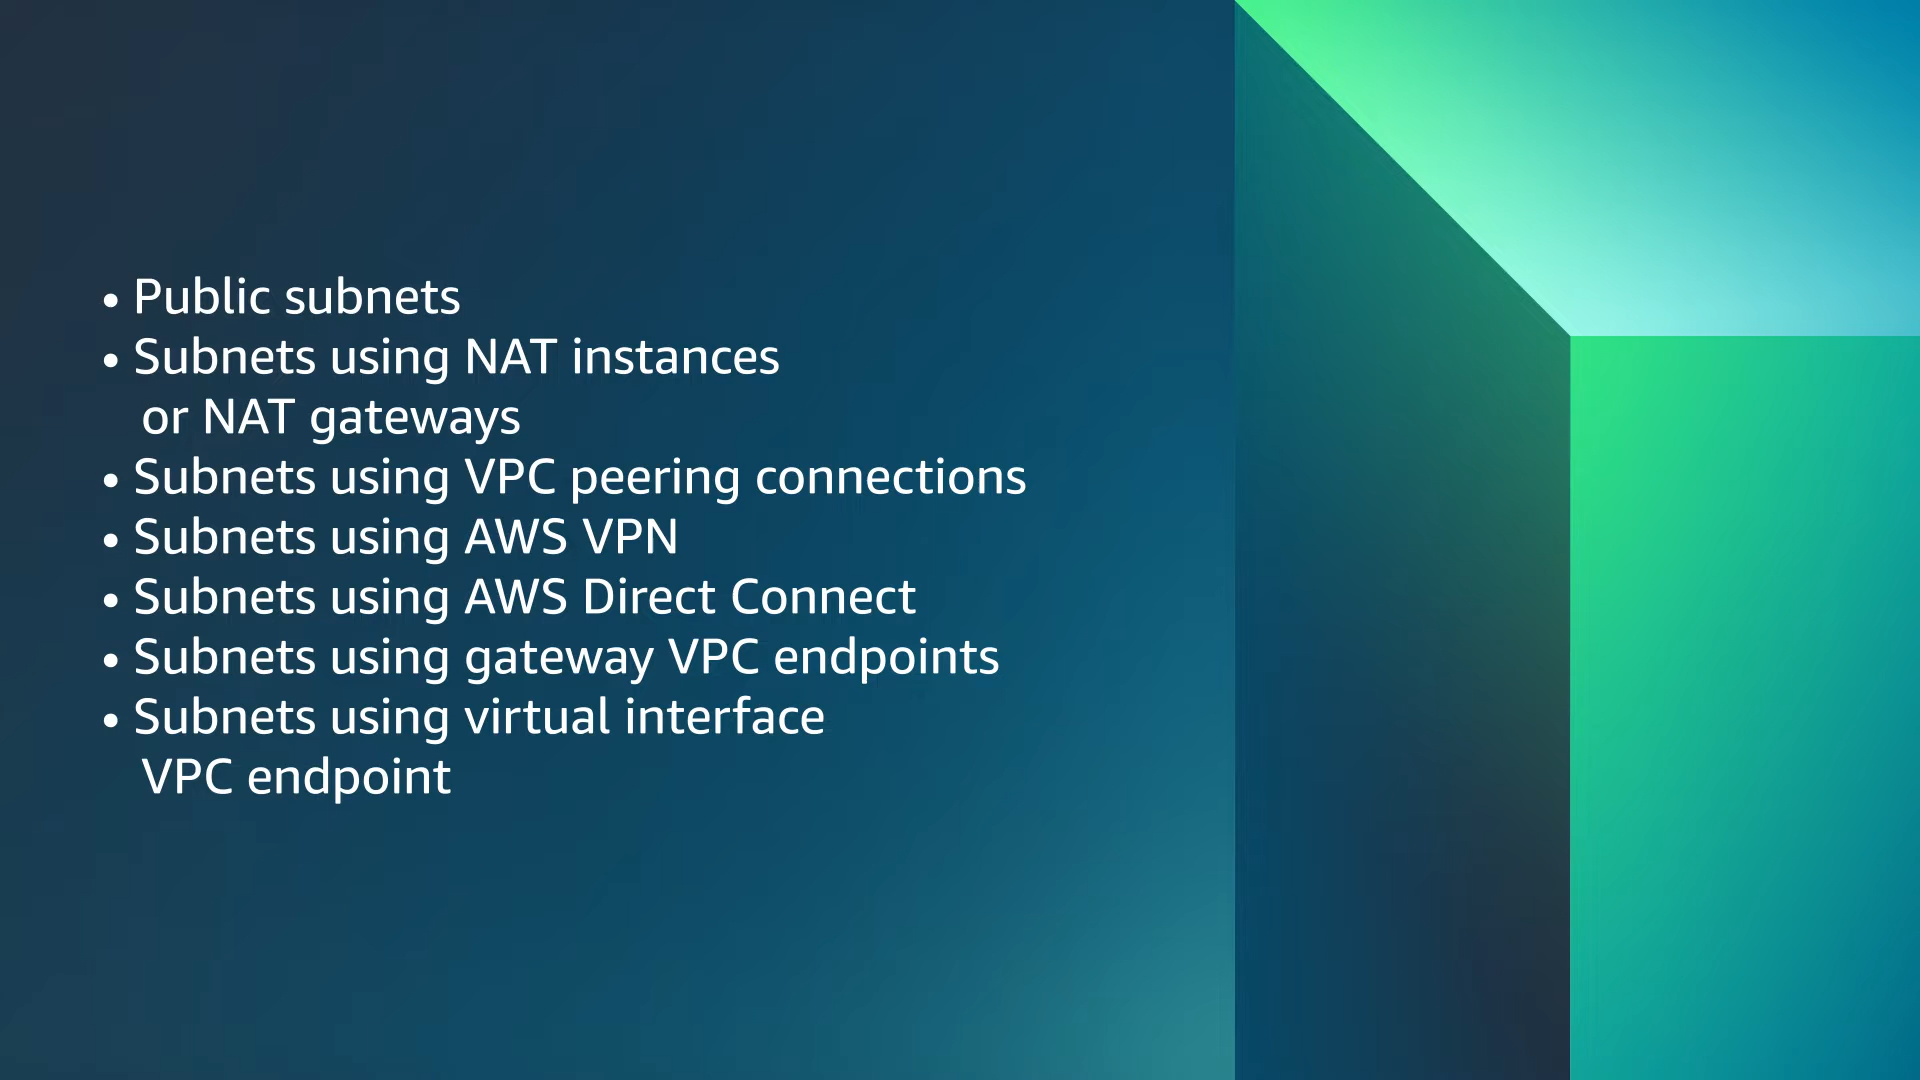 • Public subnets
• Subnets using NAT instances
or NAT gateways
• Subnets using VPC peering connections
• Subnets using AWS VPN
• Subnets using AWS Direct Connect
• Subnets using gateway VPC endpoints
• Subnets using virtual interface
VPC endpoint